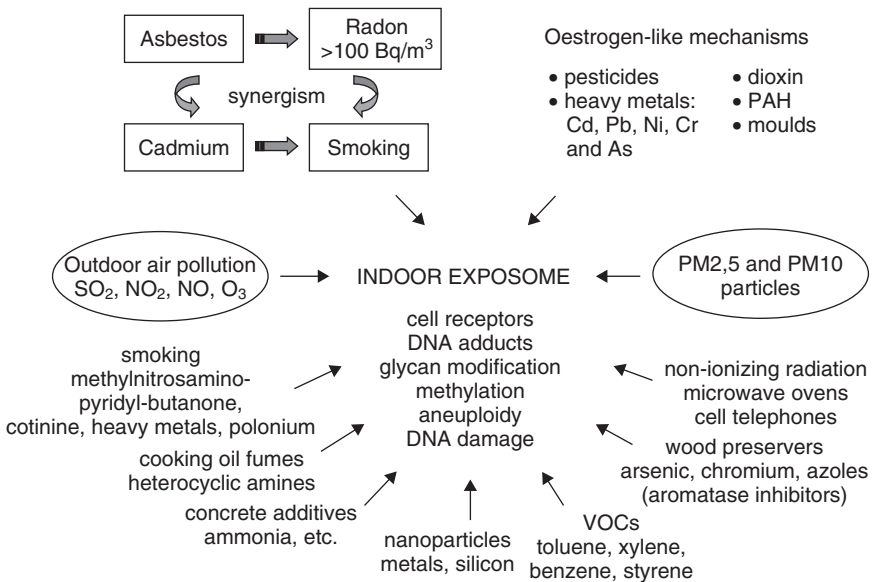 Asbestos
Radon
>100 Bq/m³
synergism
Cadmium
Smoking
Oestrogen-like mechanisms
• pesticides
• heavy metals:
Cd, Pb, Ni, Cr
and As
• dioxin
• PAH
• moulds
Outdoor air pollution
SO₂, NO₂, NO, O₃
INDOOR EXPOSOME
PM2,5 and PM10
particles
cell receptors
DNA adducts
glycan modification
methylation
aneuploidy
DNA damage
smoking
methylnitrosamino-
pyridyl-butanone,
cotinine, heavy metals, polonium
non-ionizing radiation
microwave ovens
cell telephones
cooking oil fumes
heterocyclic amines
wood preservers
arsenic, chromium, azoles
(aromatase inhibitors)
concrete additives
ammonia, etc.
nanoparticles
metals, silicon
VOCs
toluene, xylene,
benzene, styrene